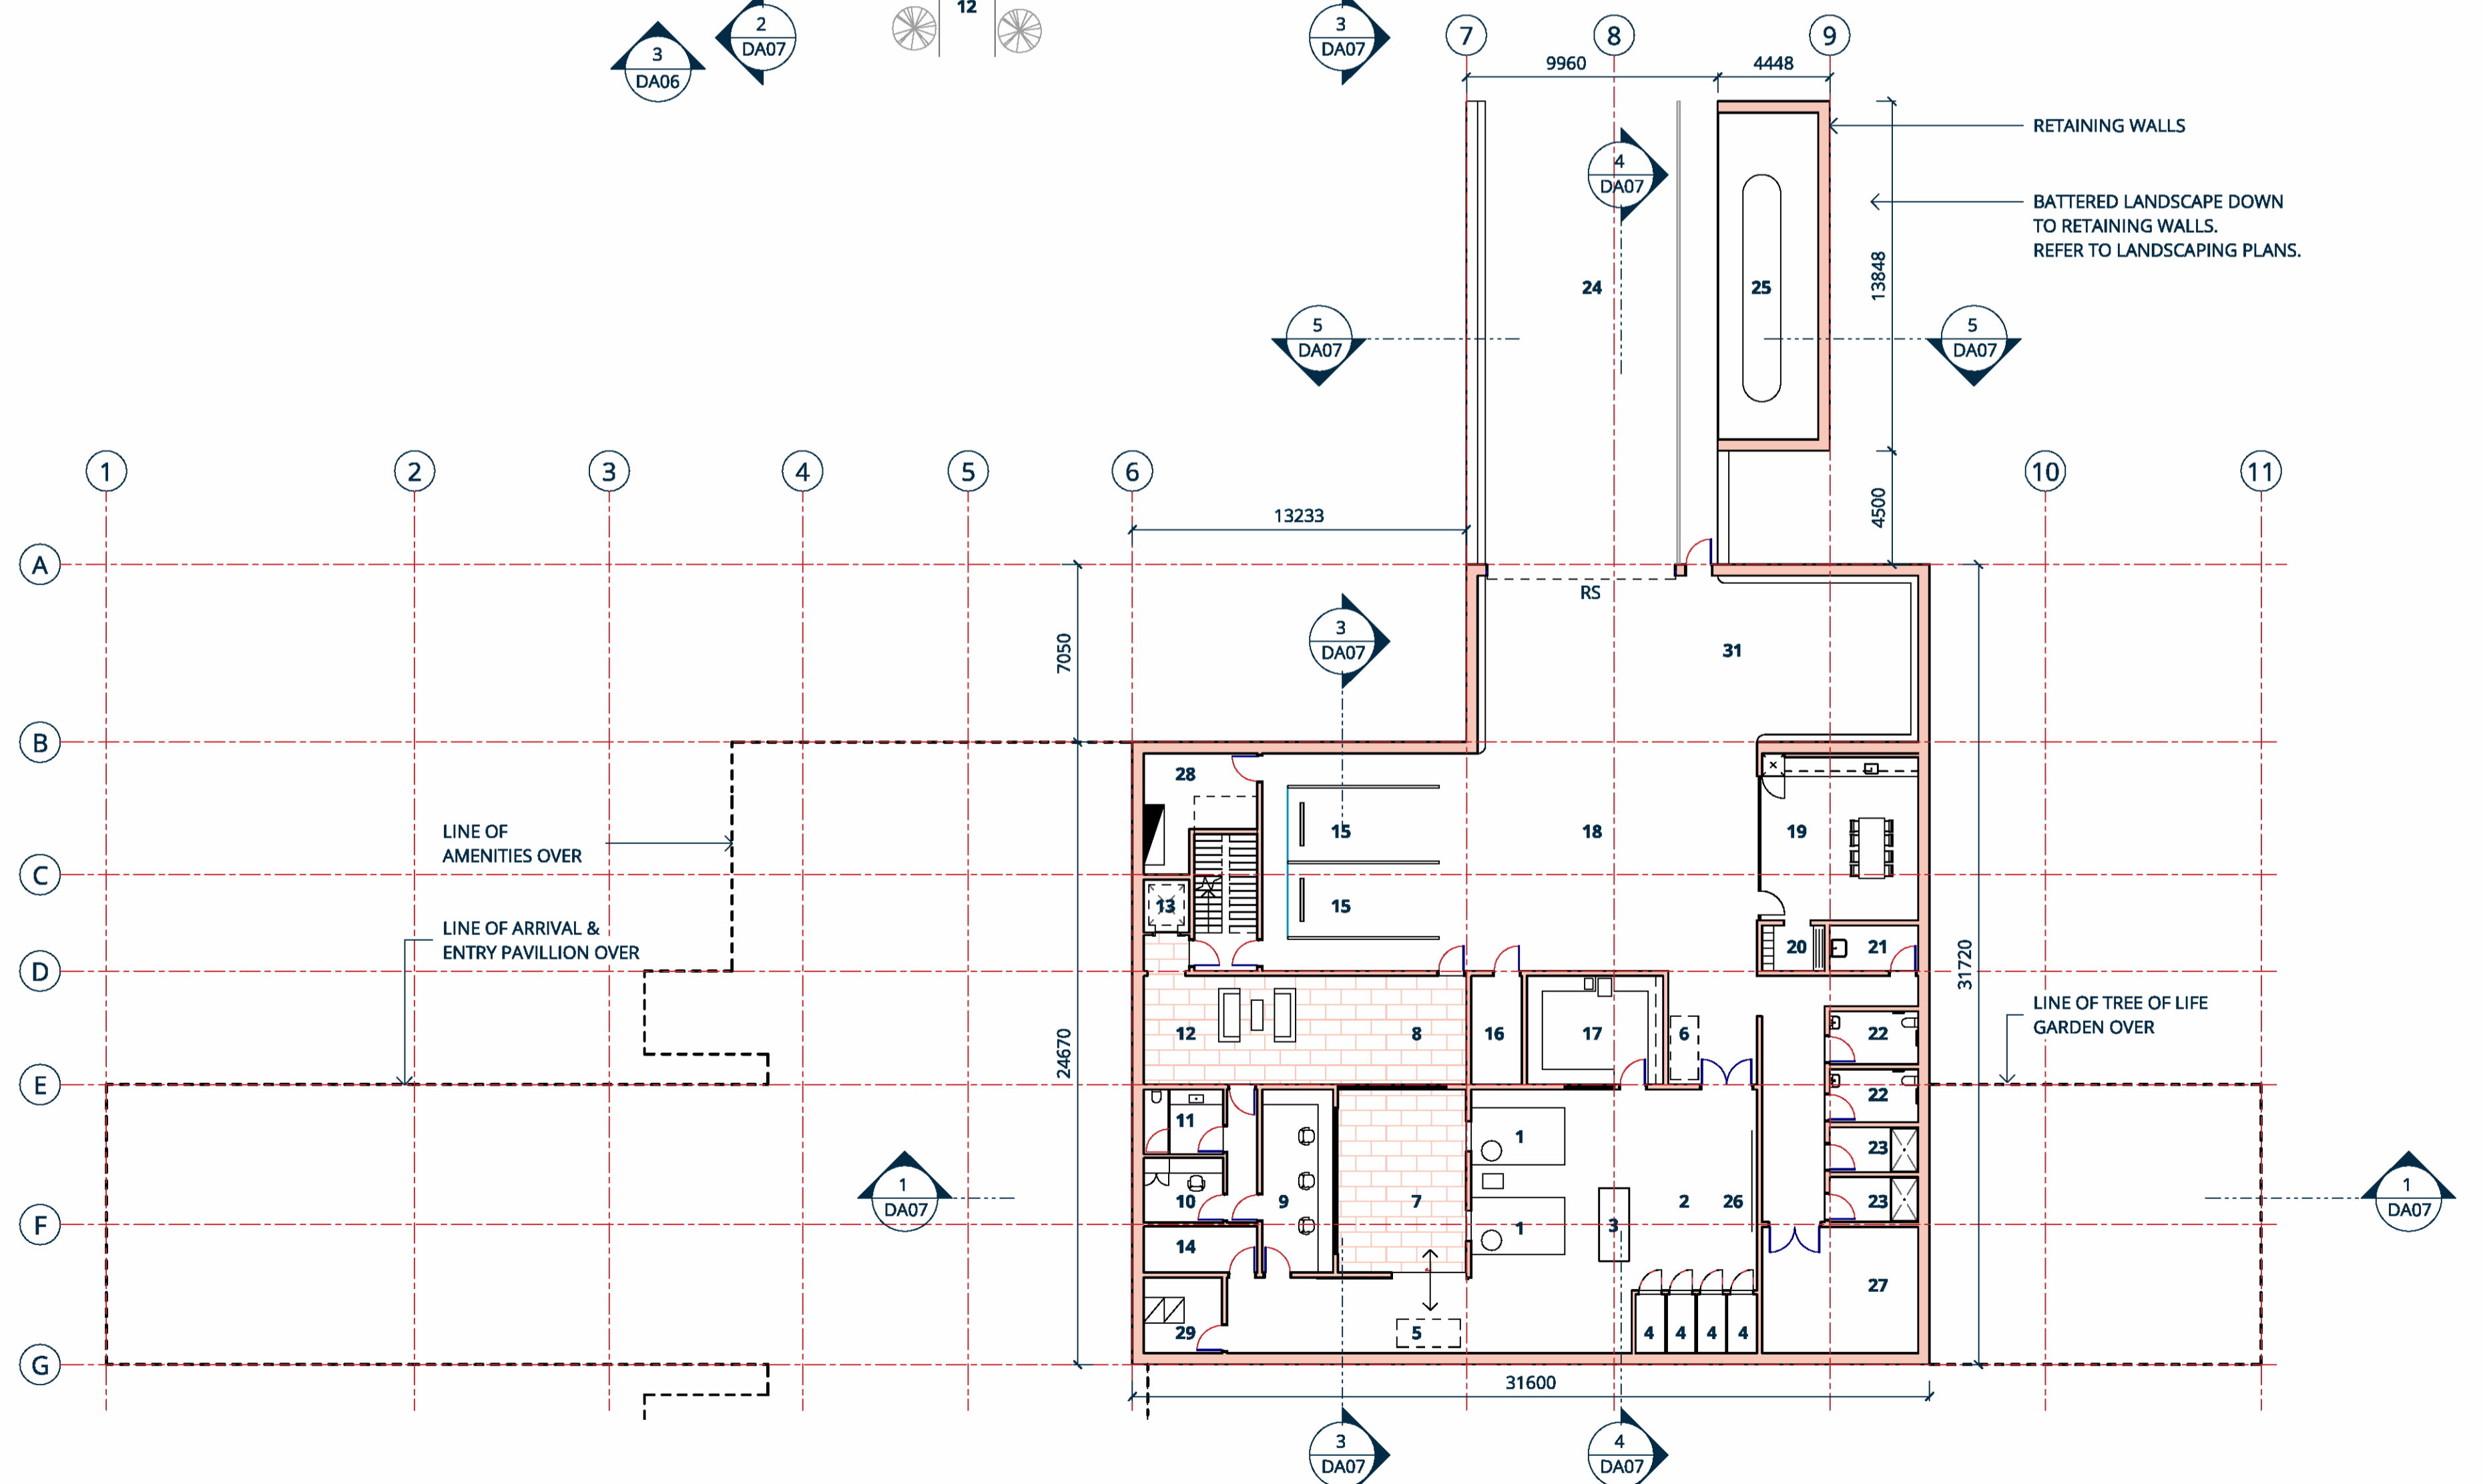 12
2
DA07
3
DA06
3
DA07
7
8
9
9960
4448
RETAINING WALLS
4
DA07
BATTERED LANDSCAPE DOWN
TO RETAINING WALLS.
REFER TO LANDSCAPING PLANS.
13848
24
25
5
DA07
5
DA07
1
2
3
4
5
6
10
11
4500
13233
A
RS
3
DA07
7050
31
B
28
LINE OF
AMENITIES OVER
15
18
19
C
13
15
LINE OF ARRIVAL &
ENTRY PAVILLION OVER
20
21
31720
D
LINE OF TREE OF LIFE
GARDEN OVER
24670
12
8
16
17
6
22
E
11
1
22
23
1
DA07
10
9
7
2
26
23
1
DA07
F
1
3
14
27
29
5
4
4
4
4
G
31600
3
DA07
4
DA07